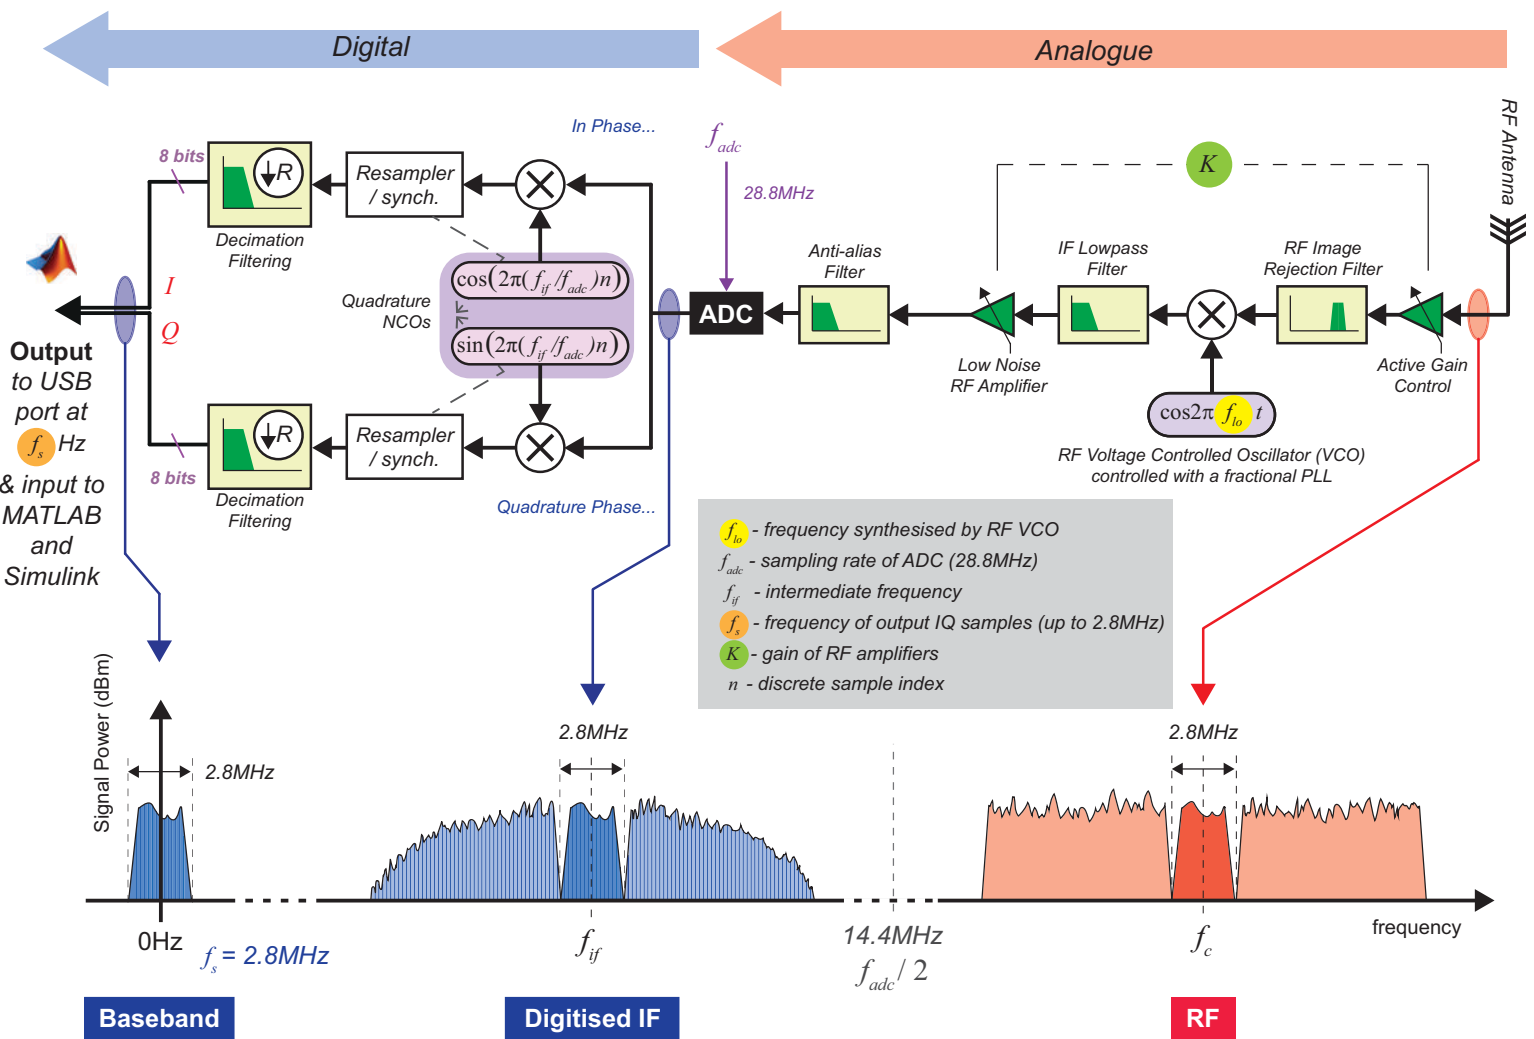 Digital
Analogue
RF Antenna
In Phase...
f_adc
28.8MHz
K
8 bits
↓R
Resampler
/ synch.
Decimation
Filtering
Anti-alias
Filter
IF Lowpass
Filter
RF Image
Rejection Filter
I
Q
Quadrature
NCOs
cos(2π(f_if/f_adc)n)
sin(2π(f_if/f_adc)n)
ADC
Low Noise
RF Amplifier
Active Gain
Control
cos2π f_lo t
RF Voltage Controlled Oscillator (VCO)
controlled with a fractional PLL
Output
to USB
port at
f_s Hz
& input to
MATLAB
and
Simulink
8 bits
↓R
Resampler
/ synch.
Decimation
Filtering
Quadrature Phase...
f_lo - frequency synthesised by RF VCO
f_adc - sampling rate of ADC (28.8MHz)
f_if - intermediate frequency
f_s - frequency of output IQ samples (up to 2.8MHz)
K - gain of RF amplifiers
n - discrete sample index
Signal Power (dBm)
2.8MHz
2.8MHz
2.8MHz
0Hz
f_s = 2.8MHz
f_if
14.4MHz
f_adc / 2
f_c
frequency
Baseband
Digitised IF
RF